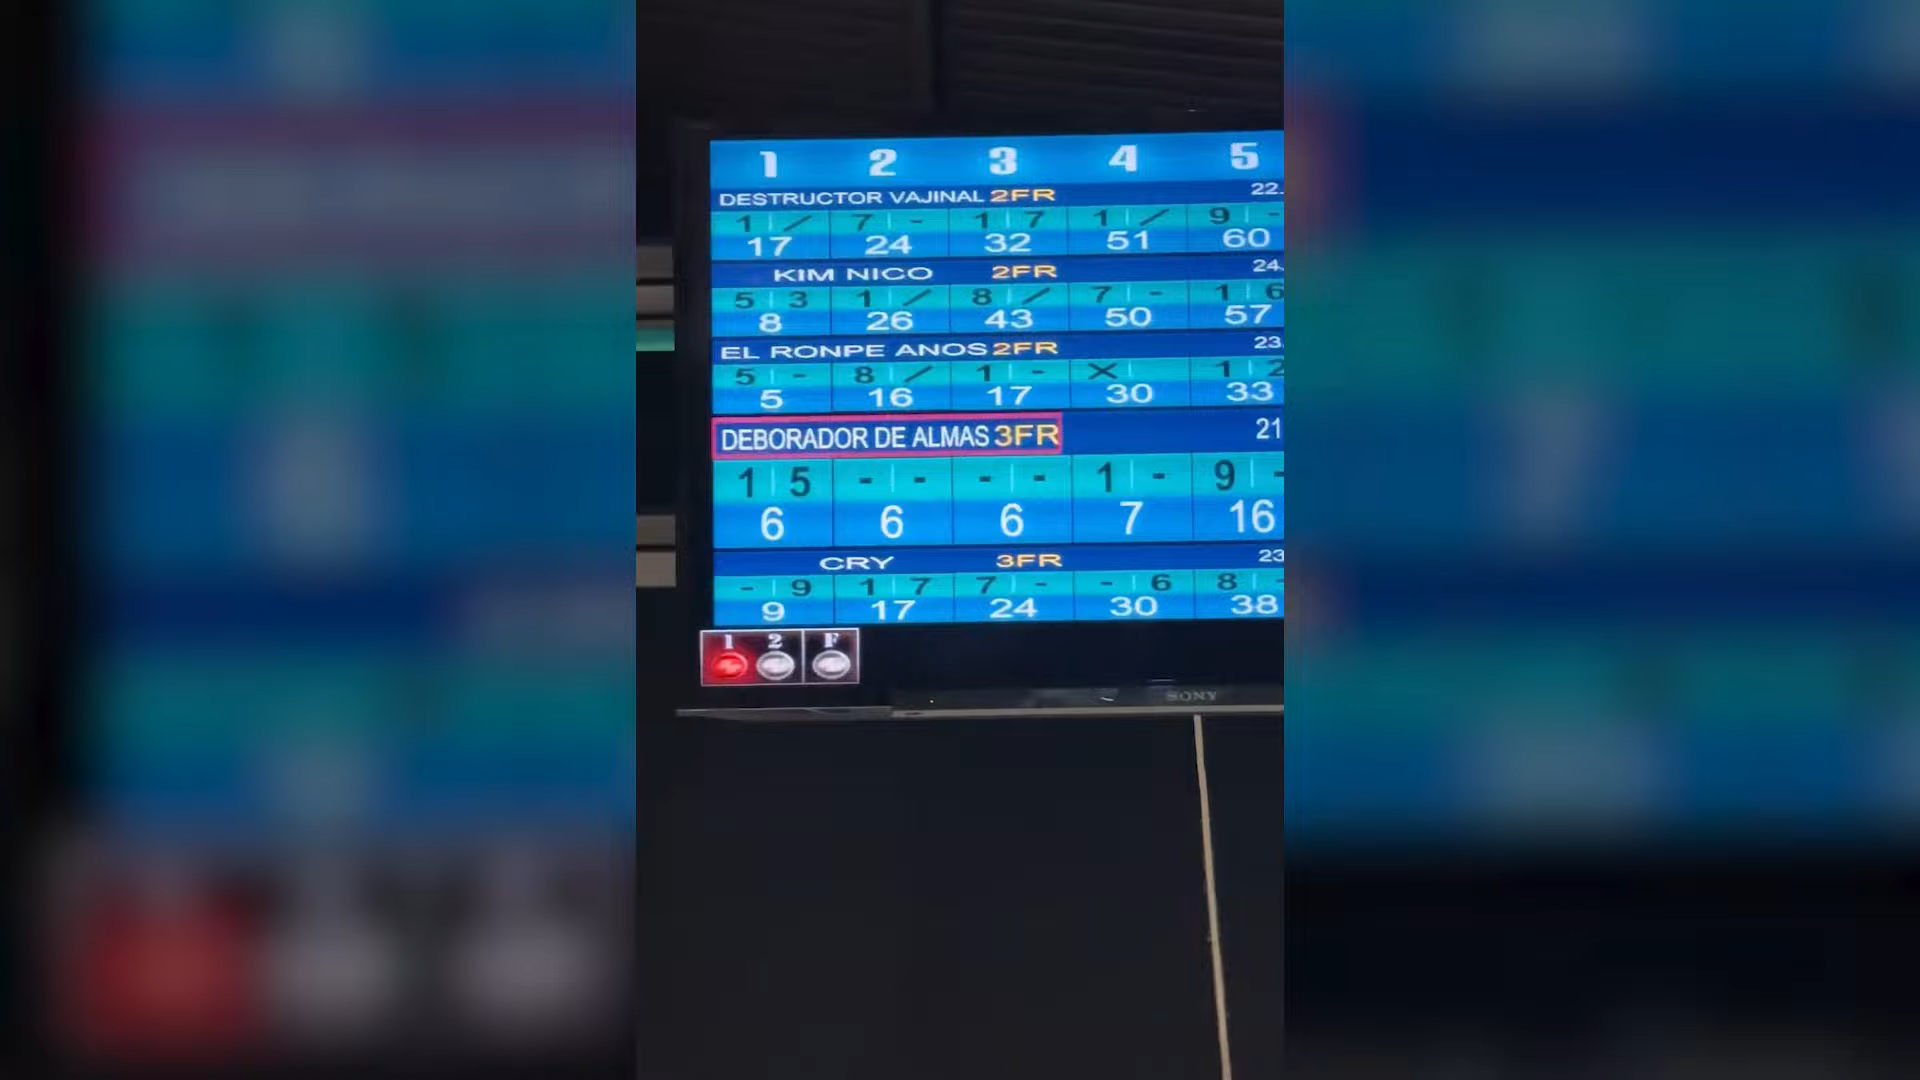 1 2 3 4 5
DESTRUCTOR VAJINAL 2FR 22.
1 / 7 - 1 7 1 / 9 -
17 24 32 51 60
KIM NICO 2FR 24.
5 3 1 / 8 / 7 - 1 6
8 26 43 50 57
EL RONPE ANOS 2FR 23.
5 - 8 / 1 - X 1 2
5 16 17 30 33
DEBORADOR DE ALMAS 3FR 21
1 5 - - - - 1 - 9 -
6 6 6 7 16
CRY 3FR 23
- 9 1 7 7 - - 6 8 -
9 17 24 30 38
1 2 F
SONY